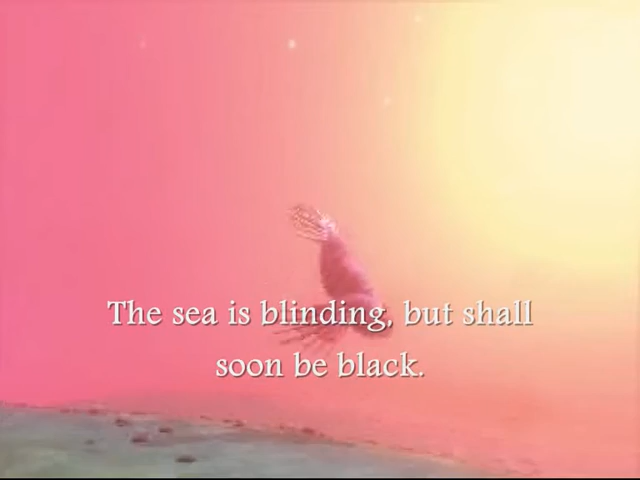 The sea is blinding, but shall
soon be black.